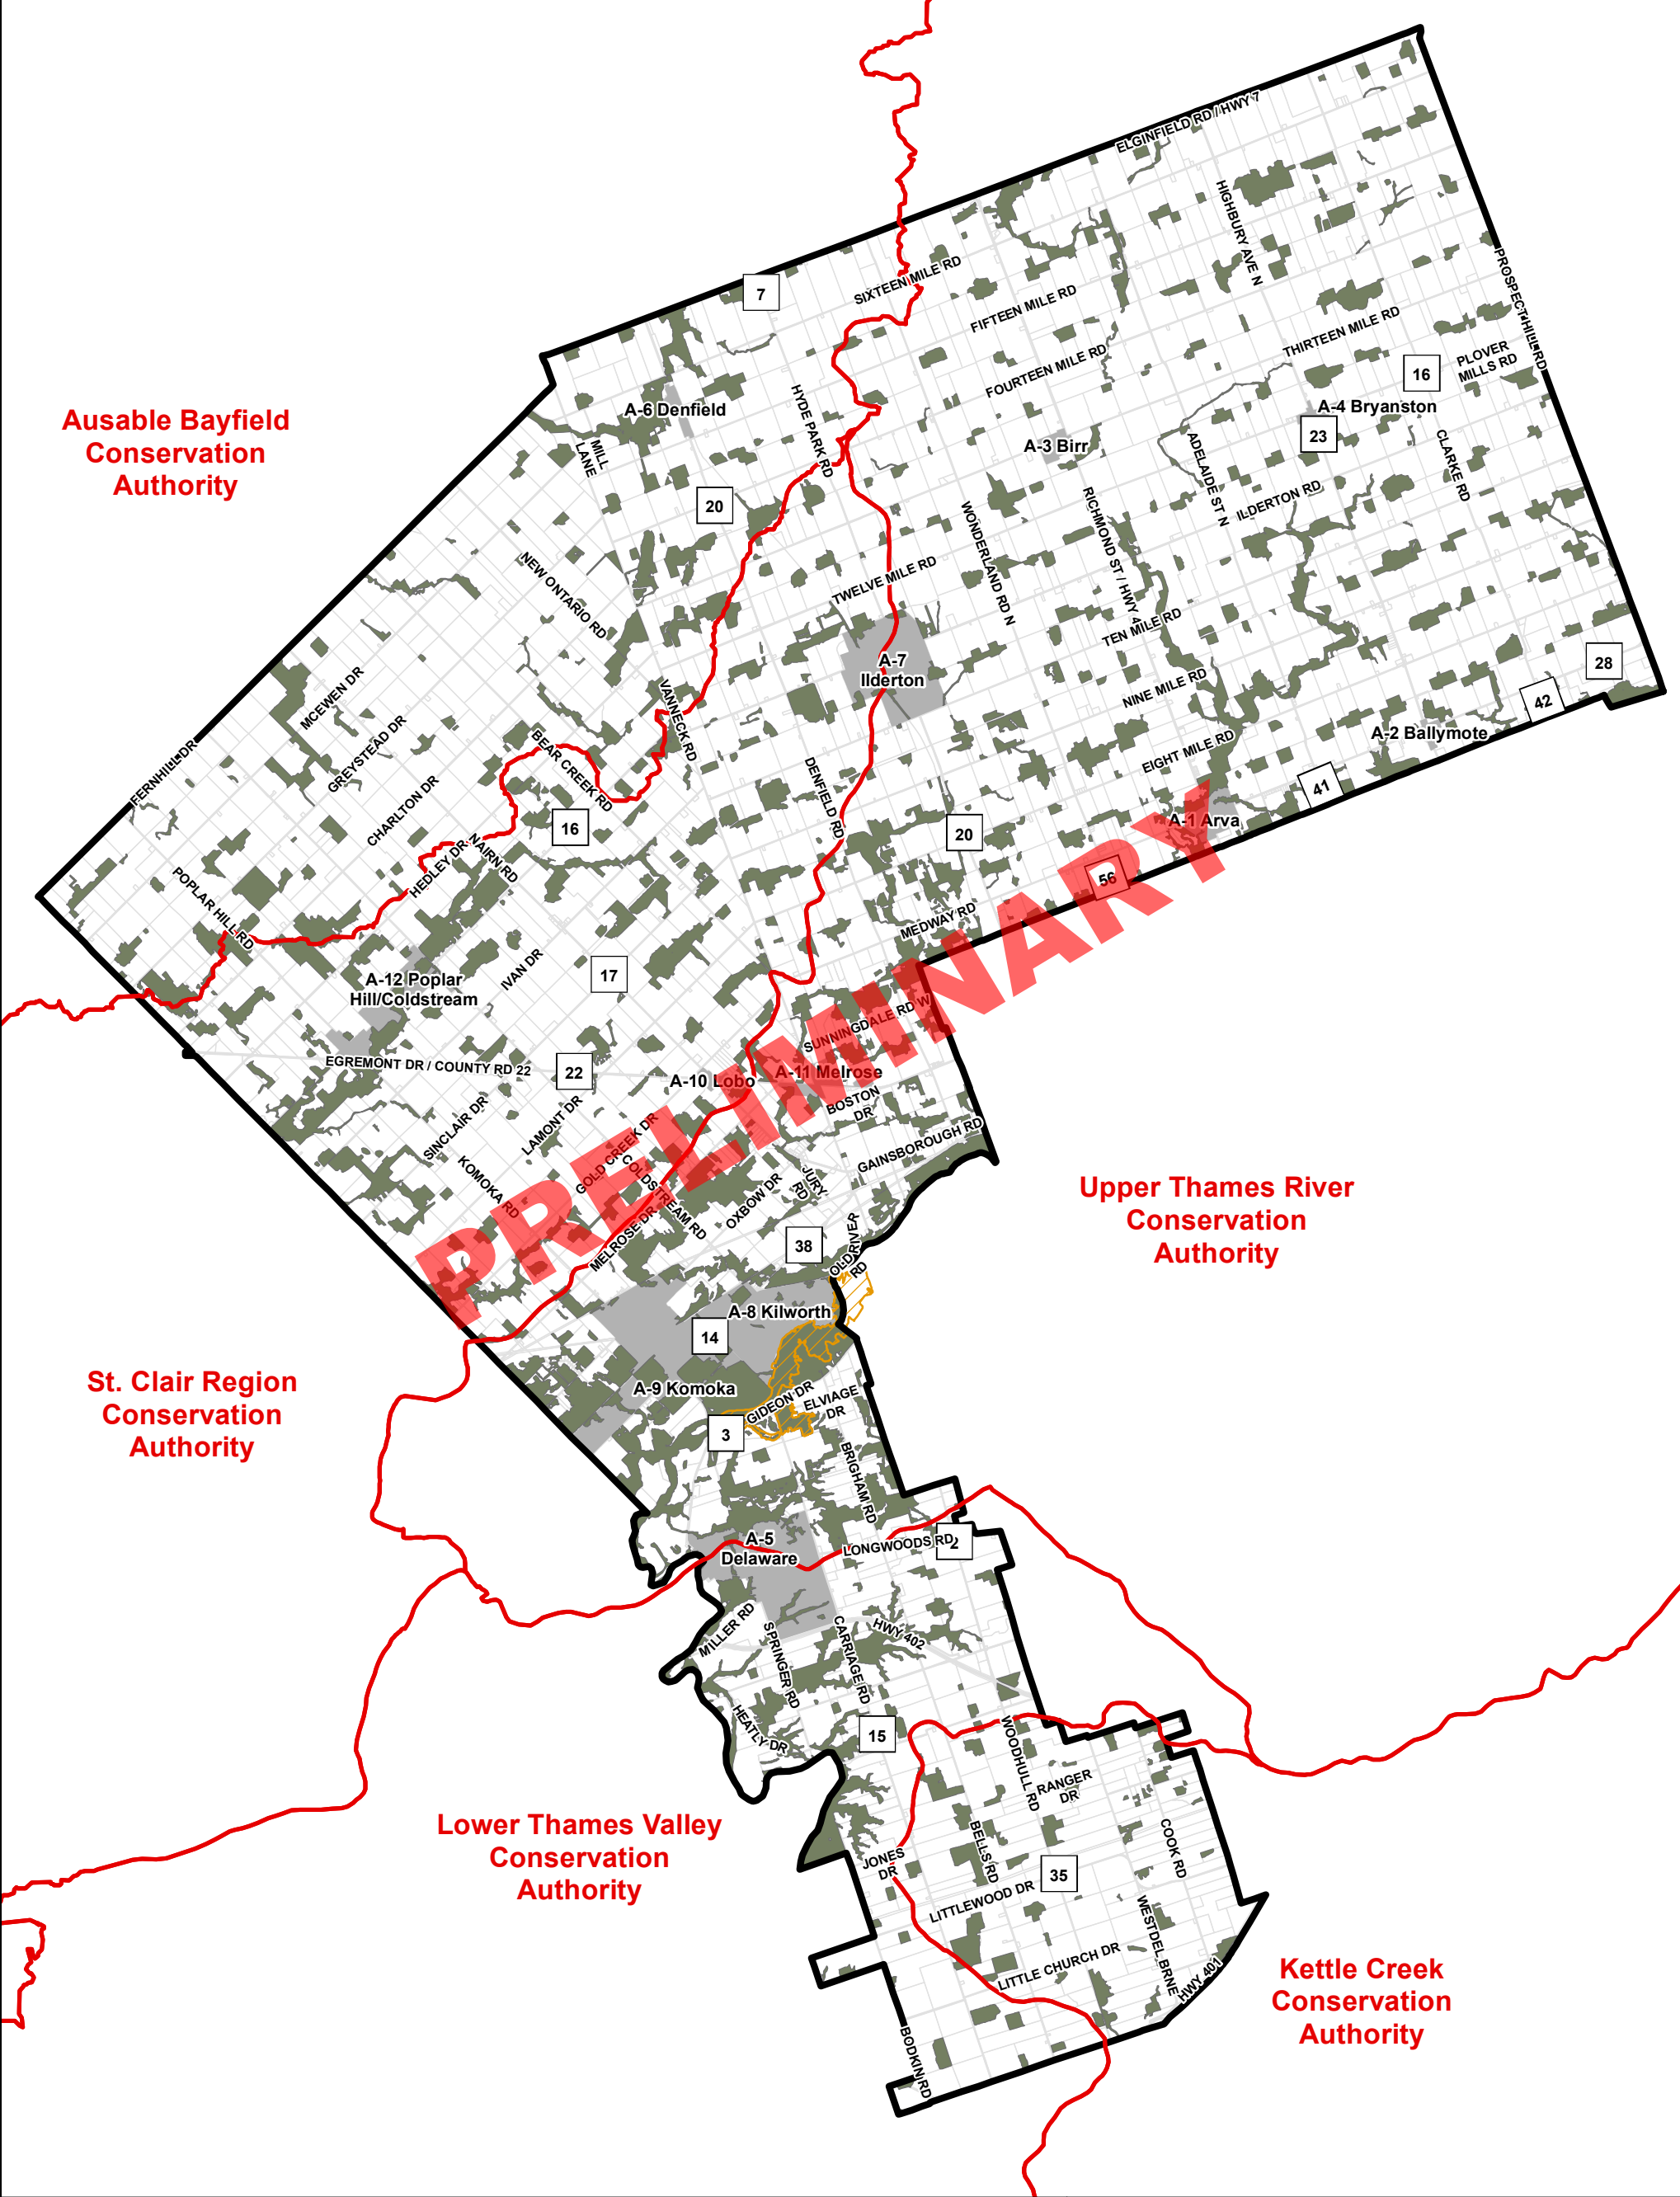 ELGINFIELD RD / HWY 7
HIGHBURY AVE N
PROSPECT HILL RD
7
SIXTEEN MILE RD
FIFTEEN MILE RD
FOURTEEN MILE RD
THIRTEEN MILE RD
PLOVER
MILLS RD
16
A-4 Bryanston
23
CLARKE RD
A-3 Birr
ADELAIDE ST N
ILDERTON RD
A-6 Denfield
HYDE PARK RD
MILL
LANE
20
Ausable Bayfield
Conservation
Authority
NEW ONTARIO RD
TWELVE MILE RD
WONDERLAND RD N
RICHMOND ST / HWY 4
TEN MILE RD
NINE MILE RD
EIGHT MILE RD
28
42
A-2 Ballymote
41
A-1 Arva
A-7
Ilderton
VANNECK RD
MCEWEN DR
GREYSTEAD DR
BEAR CREEK RD
FERNHILL DR
CHARLTON DR
16
DENFIELD RD
20
56
HEDLEY DR
NAIRN RD
POPLAR HILL RD
MEDWAY RD
A-12 Poplar
Hill/Coldstream
IVAN DR
17
SUNNINGDALE RD W
EGREMONT DR / COUNTY RD 22
22
A-10 Lobo
A-11 Melrose
BOSTON
DR
PRELIMINARY
GAINSBOROUGH RD
SINCLAIR DR
LAMONT DR
GOLD CREEK DR
COLDSTREAM RD
KOMOKA RD
OXBOW DR
JURY
RD
MELROSE DR
38
OLD RIVER
RD
Upper Thames River
Conservation
Authority
A-8 Kilworth
14
A-9 Komoka
GIDEON DR
ELVIAGE
DR
3
BRIGHAM RD
St. Clair Region
Conservation
Authority
A-5
Delaware
LONGWOODS RD
2
MILLER RD
SPRINGER RD
CARRIAGE RD
HWY 402
HEATLY DR
15
WOODHULL RD
RANGER
DR
COOK RD
BELLS RD
JONES
DR
35
LITTLEWOOD DR
WESTDEL BRNE
LITTLE CHURCH DR
HWY 401
BODKIN RD
Lower Thames Valley
Conservation
Authority
Kettle Creek
Conservation
Authority